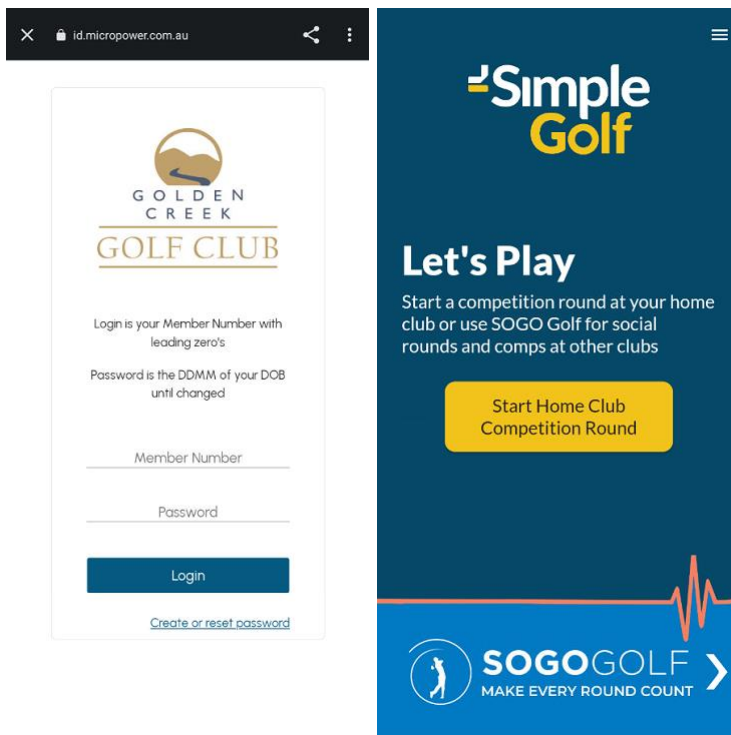 id.micropower.com.au
GOLDEN
CREEK
GOLF CLUB
Login is your Member Number with
leading zero's
Password is the DDMM of your DOB
until changed
Member Number
Password
Login
Create or reset password
Simple
Golf
Let's Play
Start a competition round at your home
club or use SOGO Golf for social
rounds and comps at other clubs
Start Home Club
Competition Round
SOGOGOLF
MAKE EVERY ROUND COUNT